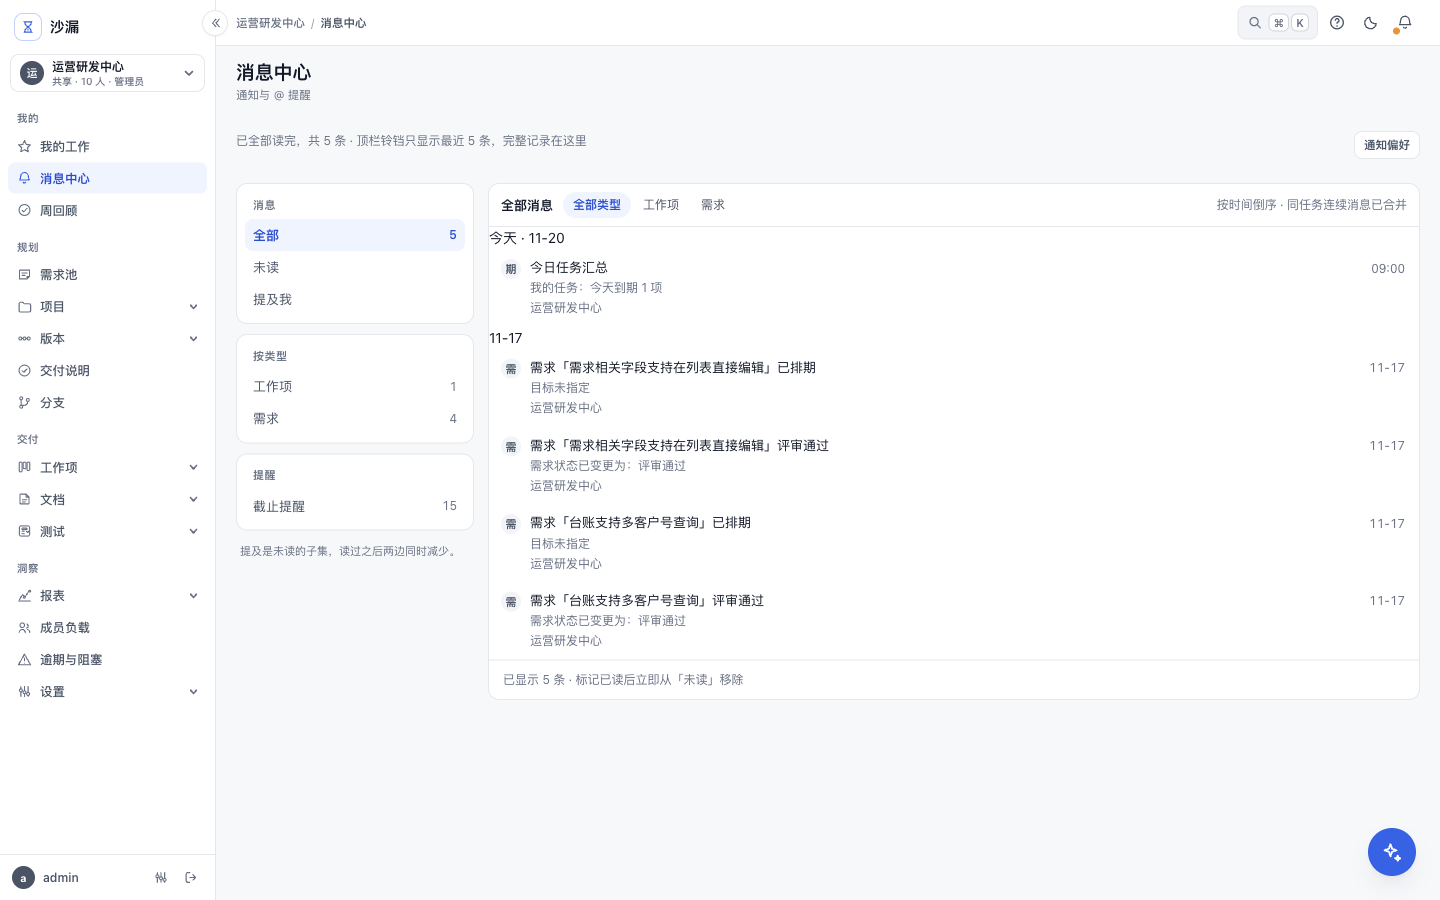 沙漏
运
运营研发中心
共享 · 10 人 · 管理员
我的
我的工作
消息中心
周回顾
规划
需求池
项目
版本
交付说明
分支
交付
工作项
文档
测试
洞察
报表
成员负载
逾期与阻塞
设置
a
admin
运营研发中心 / 消息中心
⌘ K
消息中心
通知与 @ 提醒
已全部读完，共 5 条 · 顶栏铃铛只显示最近 5 条，完整记录在这里
通知偏好
消息
全部 5
未读
提及我
按类型
工作项 1
需求 4
提醒
截止提醒 15
提及是未读的子集，读过之后两边同时减少。
全部消息 全部类型 工作项 需求 按时间倒序 · 同任务连续消息已合并
今天 · 11-20
期 今日任务汇总 09:00
我的任务：今天到期 1 项
运营研发中心
11-17
需 需求「需求相关字段支持在列表直接编辑」已排期 11-17
目标未指定
运营研发中心
需 需求「需求相关字段支持在列表直接编辑」评审通过 11-17
需求状态已变更为：评审通过
运营研发中心
需 需求「台账支持多客户号查询」已排期 11-17
目标未指定
运营研发中心
需 需求「台账支持多客户号查询」评审通过 11-17
需求状态已变更为：评审通过
运营研发中心
已显示 5 条 · 标记已读后立即从「未读」移除